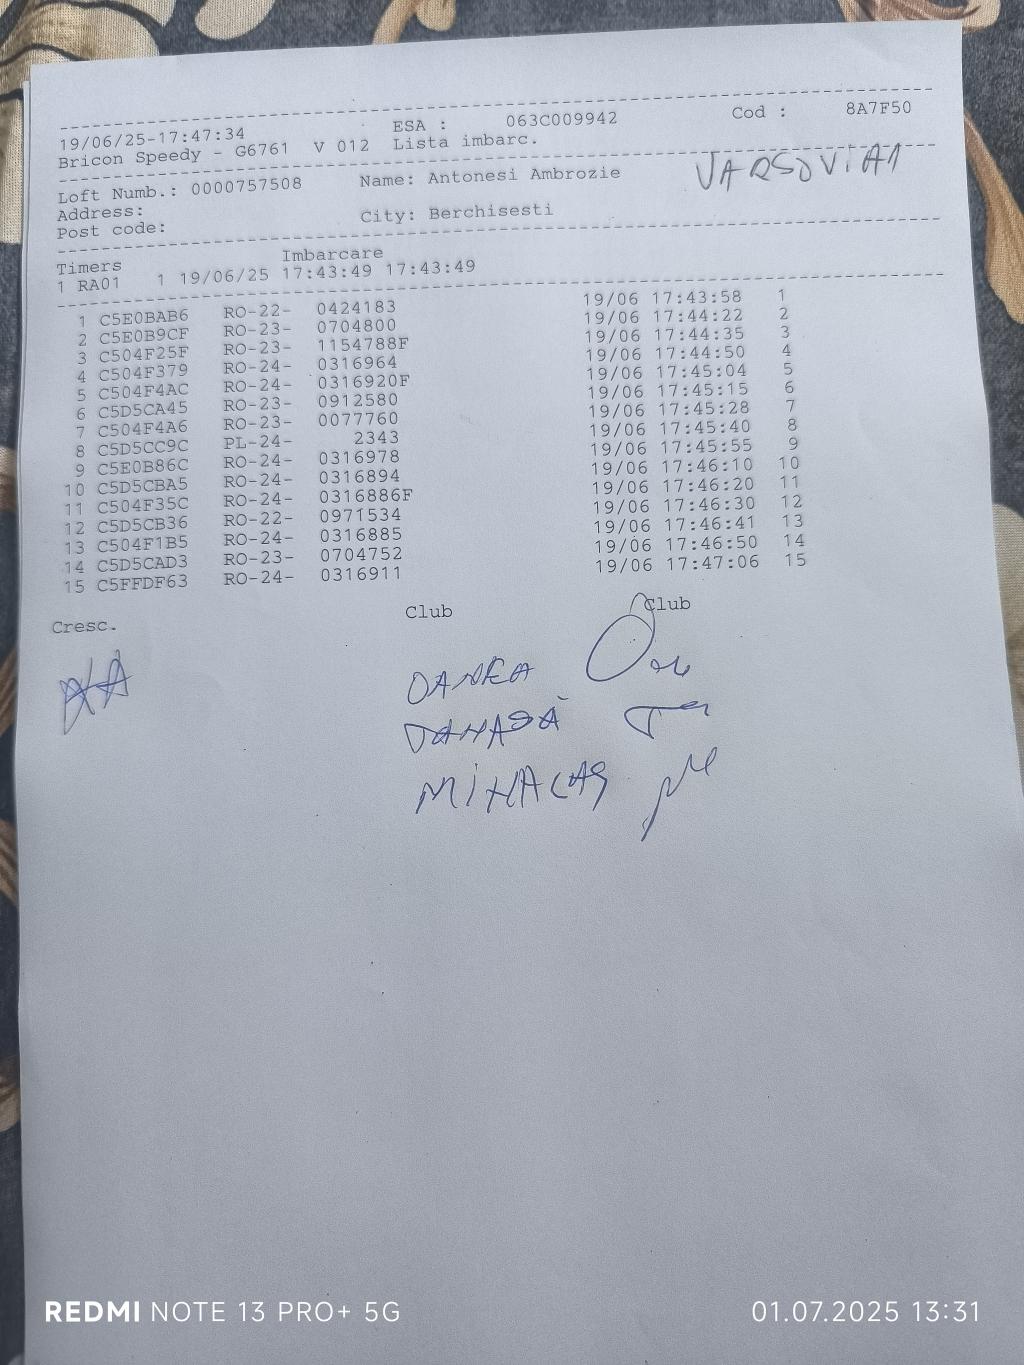 19/06/25-17:47:34 ESA : 063C009942 Cod : 8A7F50
Bricon Speedy - G6761 V 012 Lista imbarc.
VARSOVIA1
Loft Numb.: 0000757508 Name: Antonesi Ambrozie
Address:
Post code: City: Berchisesti
Timers Imbarcare
1 RA01 1 19/06/25 17:43:49 17:43:49
1 C5E0BAB6 RO-22- 0424183 19/06 17:43:58 1
2 C5E0B9CF RO-23- 0704800 19/06 17:44:22 2
3 C504F25F RO-23- 1154788F 19/06 17:44:35 3
4 C504F379 RO-24- 0316964 19/06 17:44:50 4
5 C504F4AC RO-24- 0316920F 19/06 17:45:04 5
6 C5D5CA45 RO-23- 0912580 19/06 17:45:15 6
7 C504F4A6 RO-23- 0077760 19/06 17:45:28 7
8 C5D5CC9C PL-24- 2343 19/06 17:45:40 8
9 C5E0B86C RO-24- 0316978 19/06 17:45:55 9
10 C5D5CBA5 RO-24- 0316894 19/06 17:46:10 10
11 C504F35C RO-24- 0316886F 19/06 17:46:20 11
12 C5D5CB36 RO-22- 0971534 19/06 17:46:30 12
13 C504F1B5 RO-24- 0316885 19/06 17:46:41 13
14 C5D5CAD3 RO-23- 0704752 19/06 17:46:50 14
15 C5FFDF63 RO-24- 0316911 19/06 17:47:06 15
Cresc. Club Club
OANEA
TANASĂ
REDMI NOTE 13 PRO+ 5G 01.07.2025 13:31